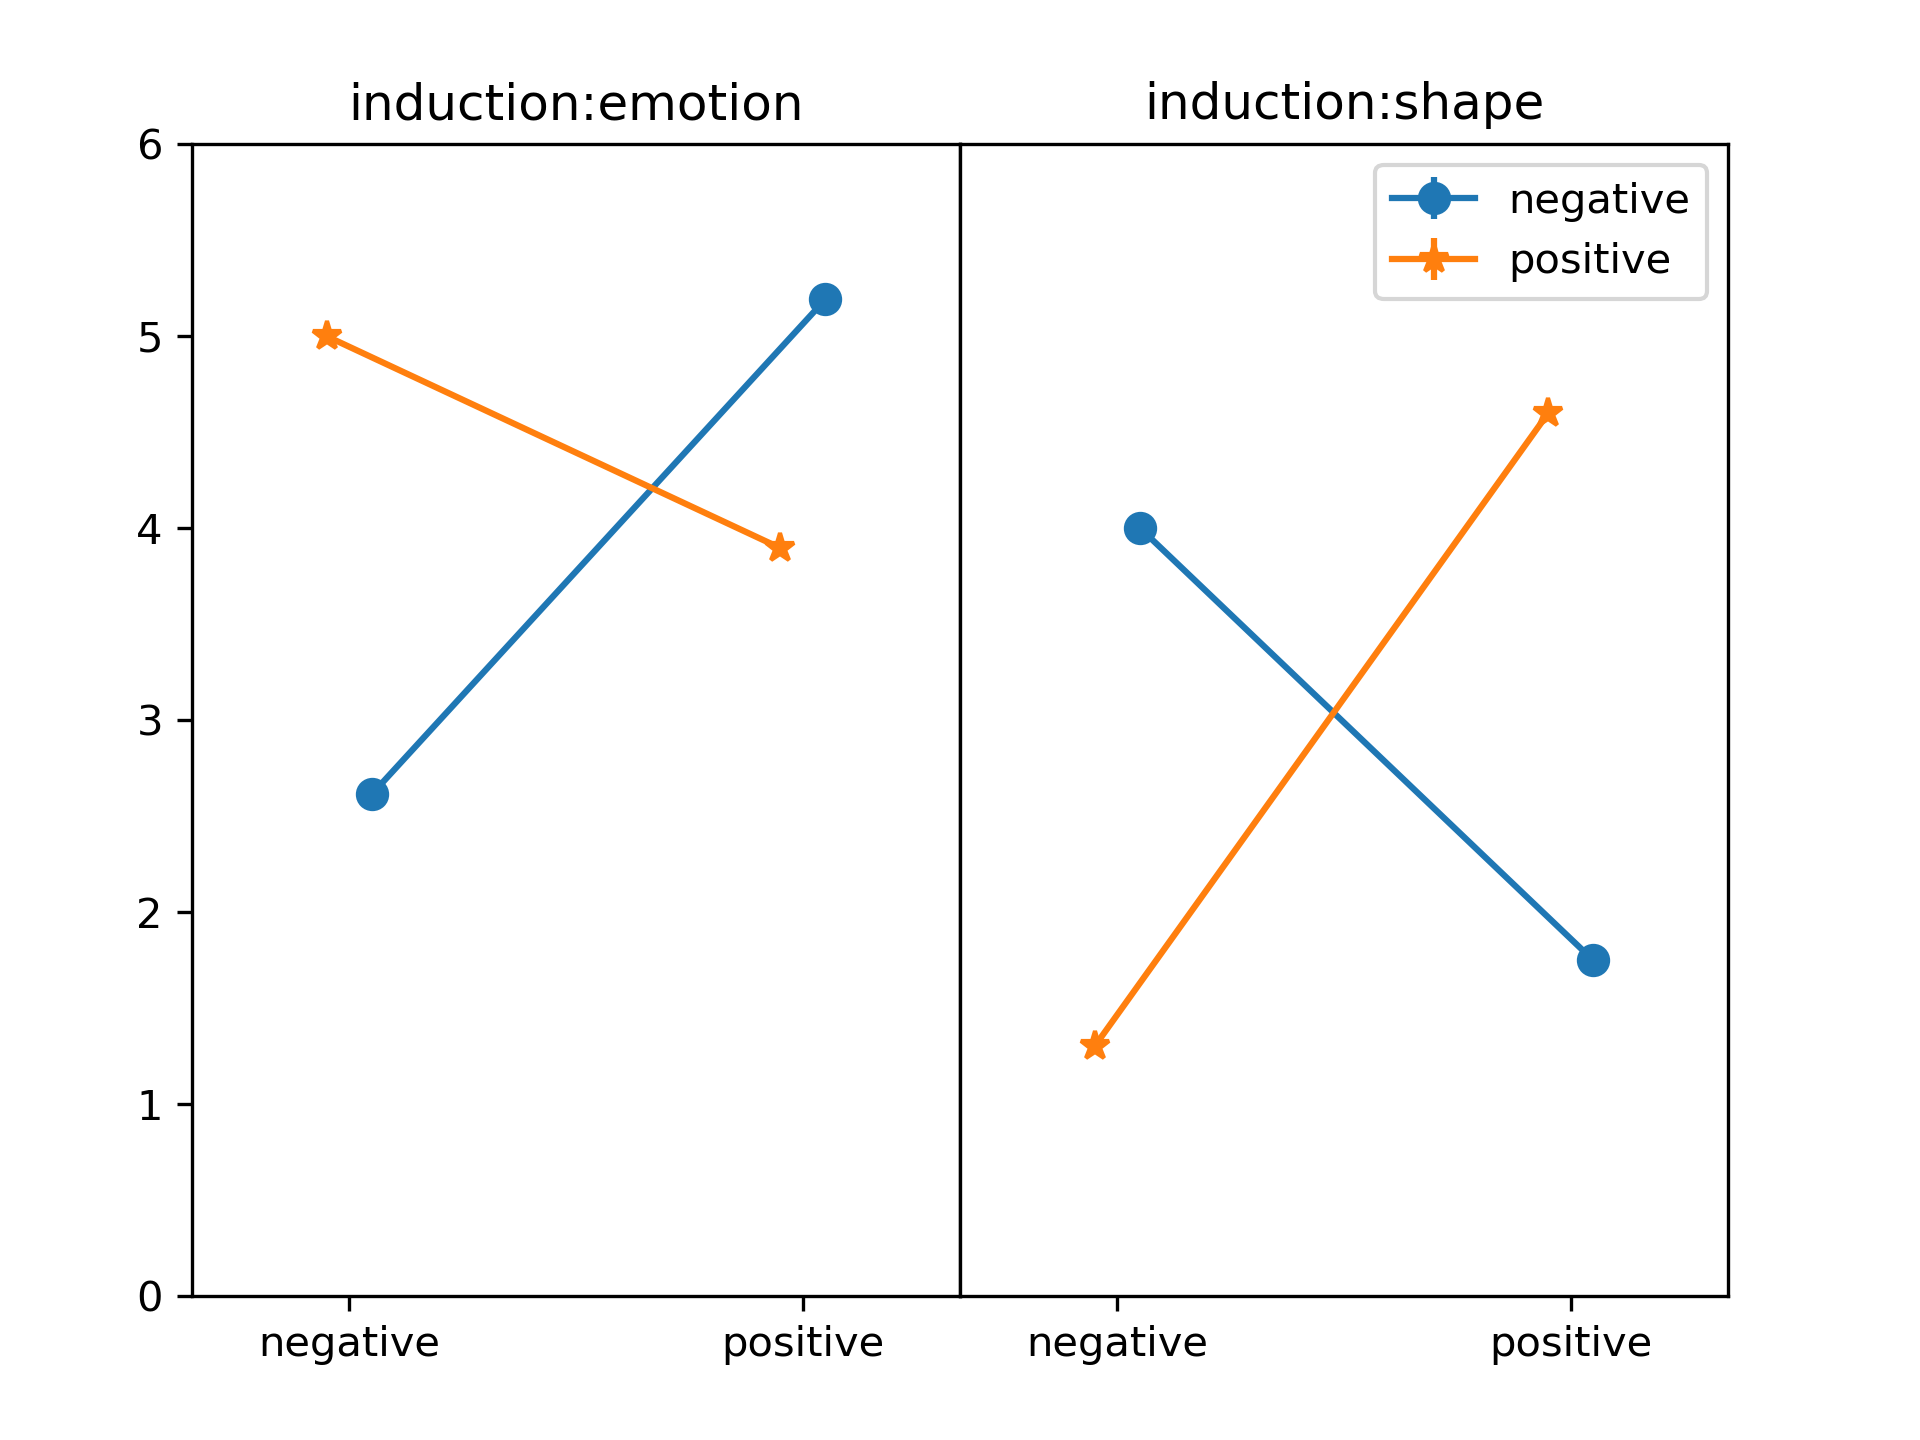 induction:emotion
induction:shape
negative
positive
6
5
4
3
2
1
0
negative
positive
negative
positive